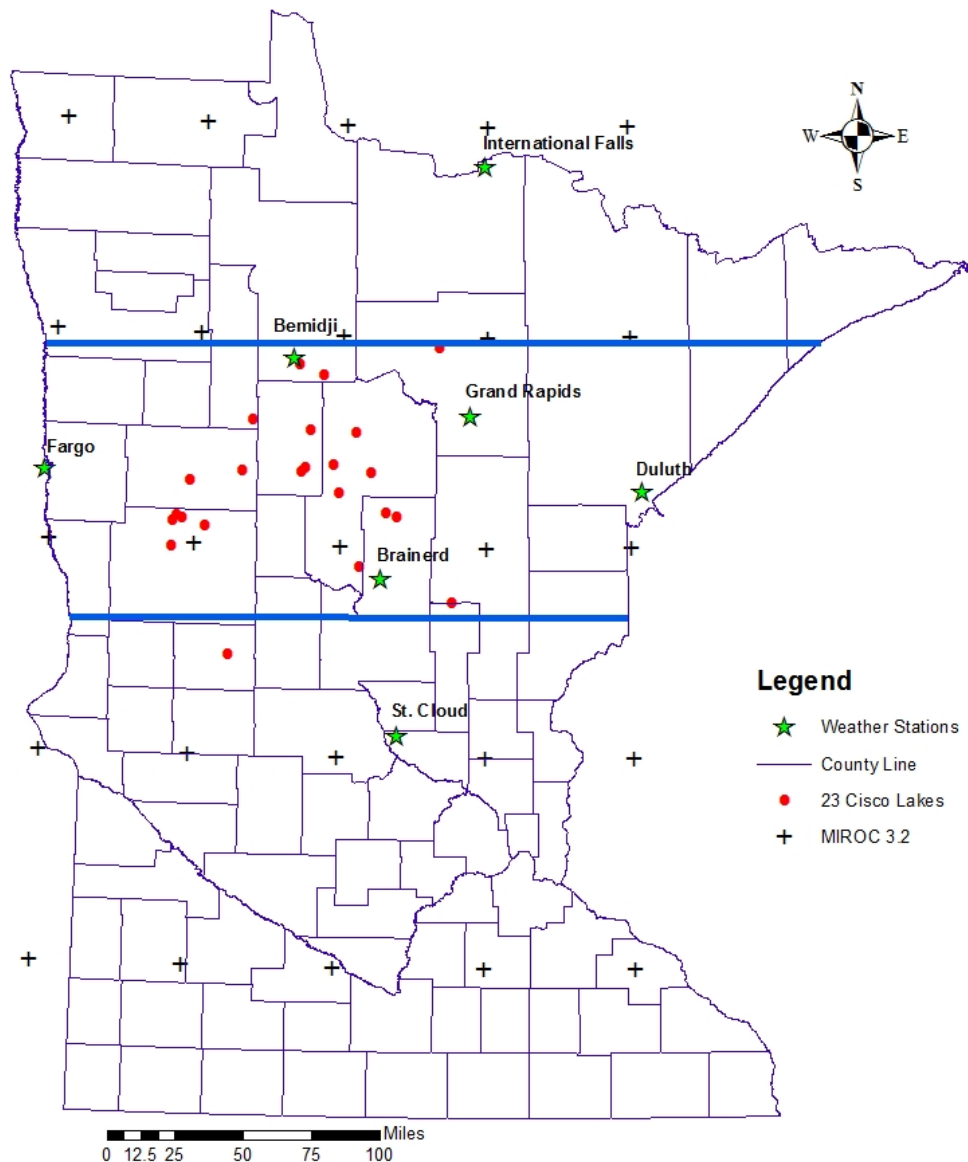 N
W E
S
International Falls
Bemidji
Grand Rapids
Fargo
Duluth
Brainerd
St. Cloud
Legend
Weather Stations
County Line
23 Cisco Lakes
MIROC 3.2
Miles
0 12.5 25 50 75 100